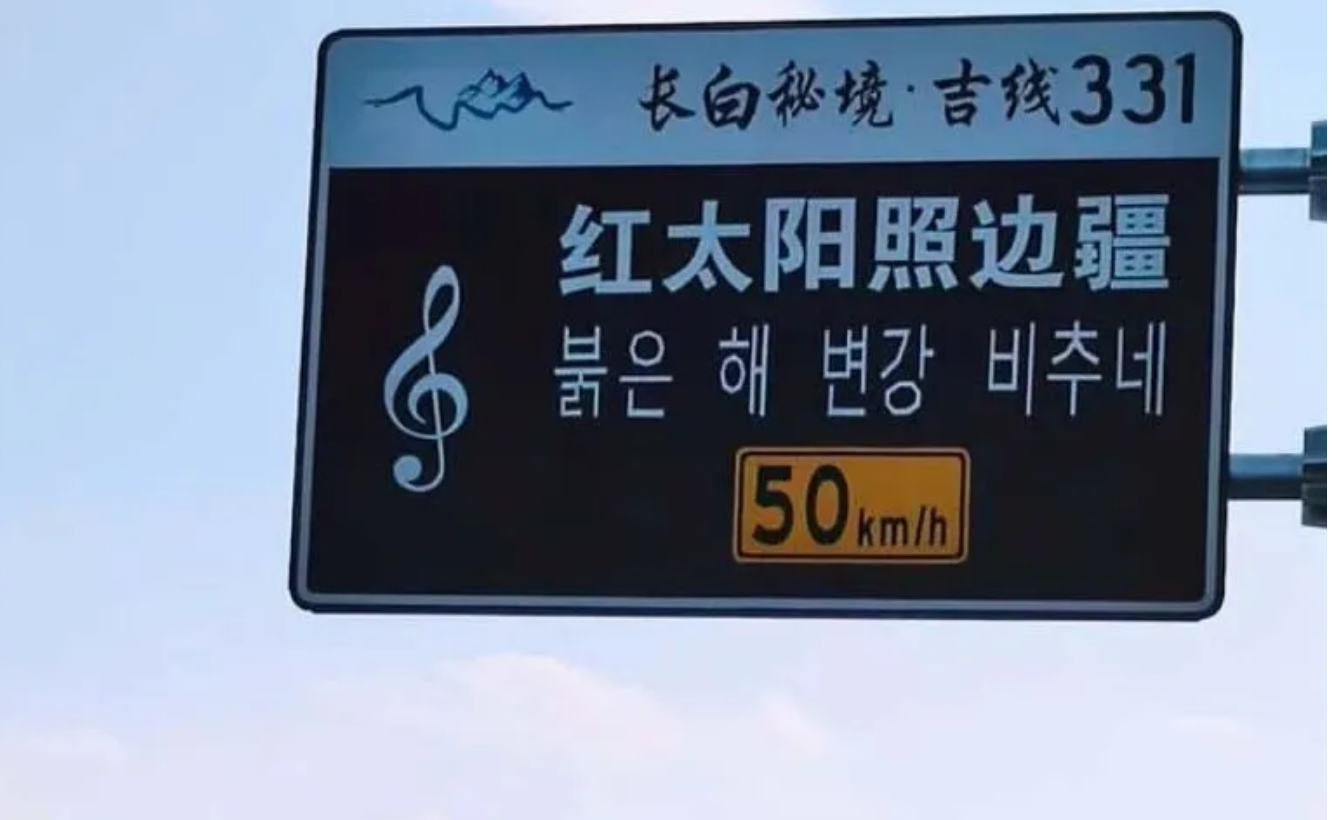 长白秘境·吉线331
红太阳照边疆
붉은 해 변강 비추네
50km/h